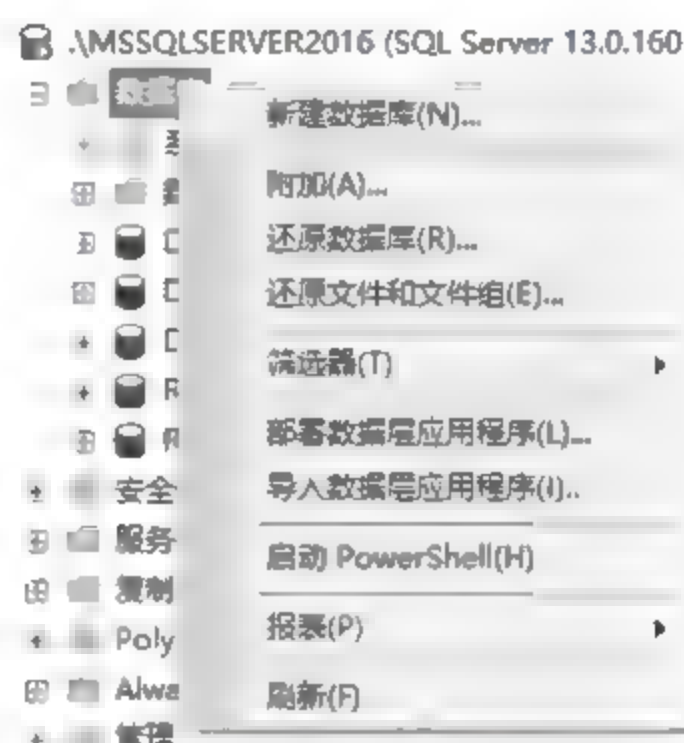 .\MSSQLSERVER2016 (SQL Server 13.0.160
新建数据库(N)...
附加(A)...
还原数据库(R)...
还原文件和文件组(E)...
筛选器(T)
部署数据层应用程序(L)...
导入数据层应用程序(I)..
安全
服务
启动 PowerShell(H)
复制
报表(P)
Poly
Alwa
刷新(F)
管理